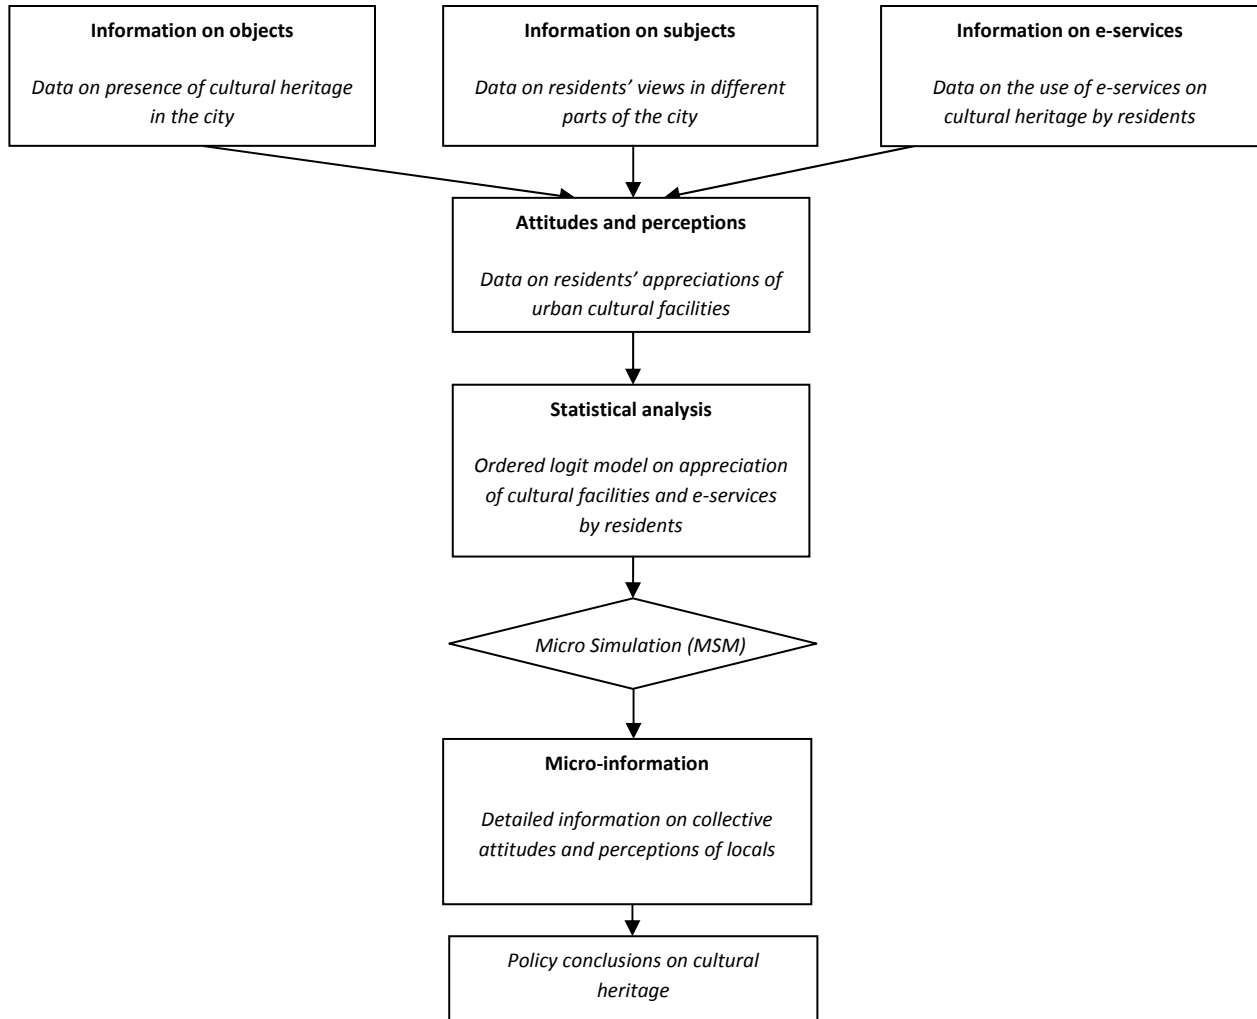 Information on objects
Data on presence of cultural heritage
in the city
Information on subjects
Data on residents’ views in different
parts of the city
Information on e-services
Data on the use of e-services on
cultural heritage by residents
Attitudes and perceptions
Data on residents’ appreciations of
urban cultural facilities
Statistical analysis
Ordered logit model on appreciation
of cultural facilities and e-services
by residents
Micro Simulation (MSM)
Micro-information
Detailed information on collective
attitudes and perceptions of locals
Policy conclusions on cultural
heritage